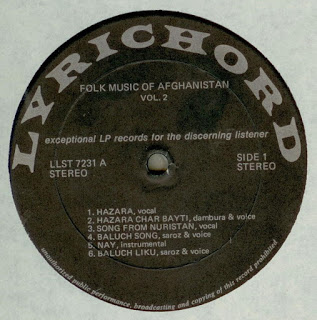 LYRICHORD
FOLK MUSIC OF AFGHANISTAN
VOL. 2
exceptional LP records for the discerning listener
LLST 7231 A
STEREO
SIDE 1
STEREO
1. HAZARA, vocal
2. HAZARA CHAR BAYTI, dambura & voice
3. SONG FROM NURISTAN, vocal
4. BALUCH SONG, saroz & voice
5. NAY, instrumental
6. BALUCH LIKU, saroz & voice
unauthorized public performance, broadcasting and copying of this record prohibited